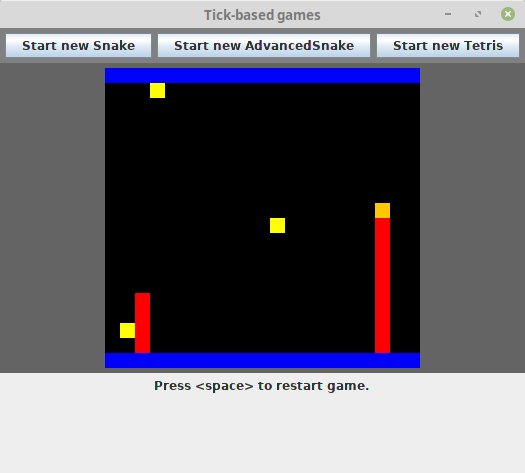 Tick-based games
Start new Snake Start new AdvancedSnake Start new Tetris
Press <space> to restart game.